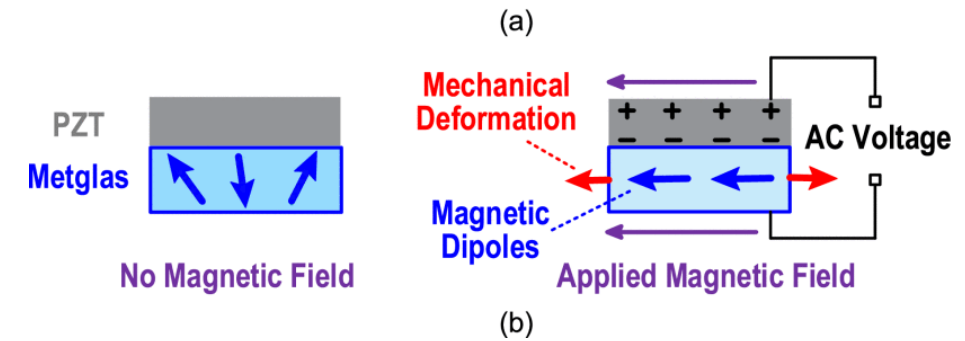 (a)
PZT
Metglas
No Magnetic Field
Mechanical
Deformation
+ + + +
− − − −
AC Voltage
Magnetic
Dipoles
Applied Magnetic Field
(b)